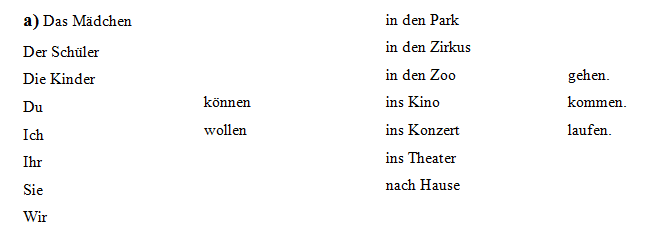 a) Das Mädchen in den Park
Der Schüler in den Zirkus
Die Kinder in den Zoo gehen.
Du können ins Kino kommen.
Ich wollen ins Konzert laufen.
Ihr ins Theater
Sie nach Hause
Wir